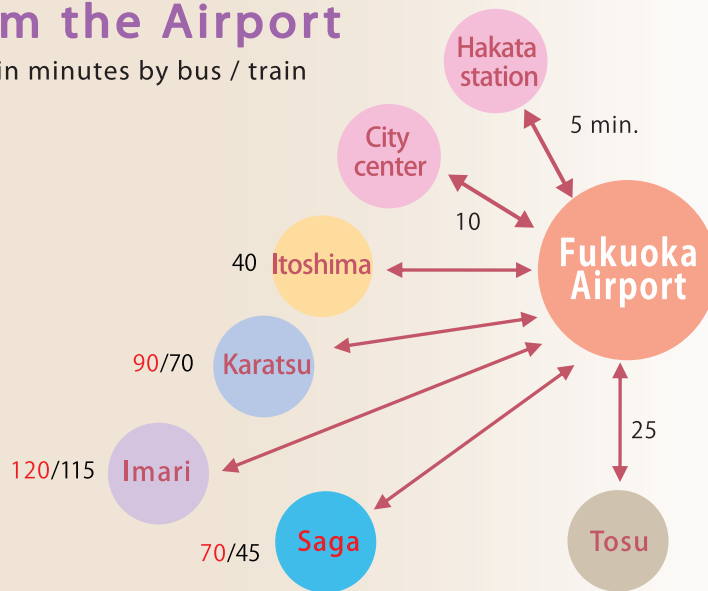 m the Airport
in minutes by bus / train
Hakata
station
5 min.
City
center
10
Fukuoka
Airport
40 Itoshima
90/70 Karatsu
120/115 Imari
25
70/45 Saga
Tosu